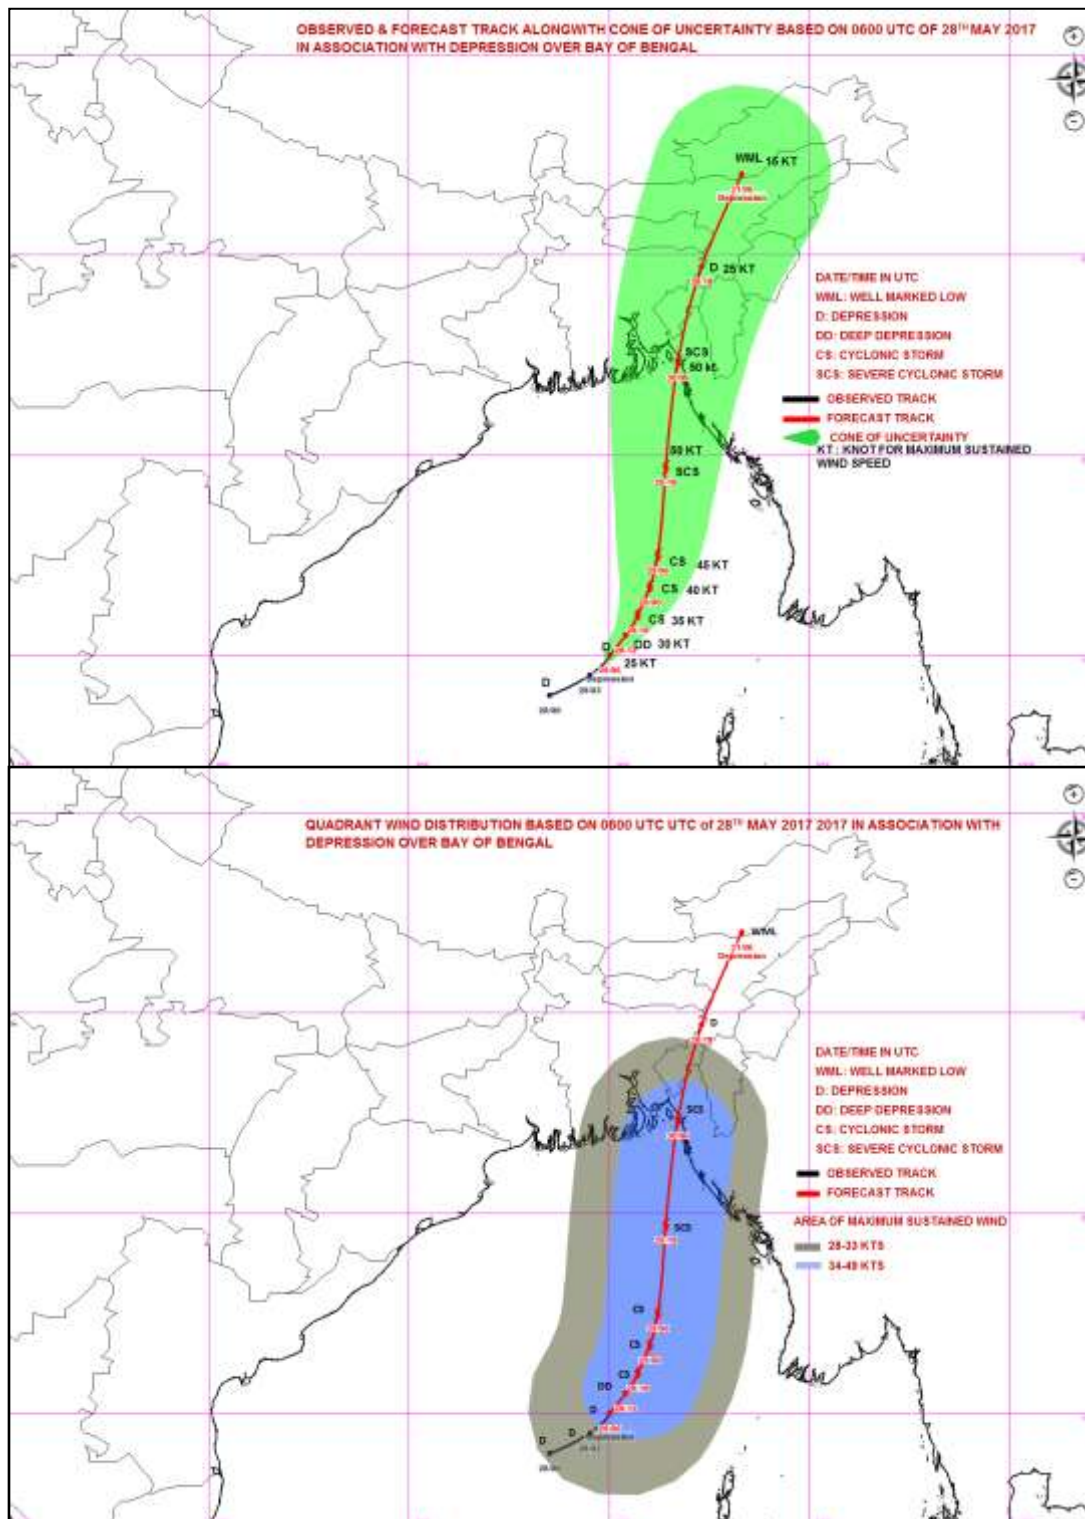 OBSERVED & FORECAST TRACK ALONGWITH CONE OF UNCERTAINTY BASED ON 0600 UTC OF 28TH MAY 2017
IN ASSOCIATION WITH DEPRESSION OVER BAY OF BENGAL
WML 15 KT
Depression
D 25 KT
DATE/TIME IN UTC
WML: WELL MARKED LOW
D: DEPRESSION
DD: DEEP DEPRESSION
CS: CYCLONIC STORM
SCS: SEVERE CYCLONIC STORM
OBSERVED TRACK
FORECAST TRACK
CONE OF UNCERTAINTY
KT : KNOT FOR MAXIMUM SUSTAINED
WIND SPEED
SCS
50 kt
50 KT
SCS
CS 45 KT
CS 40 KT
CS 35 KT
D DD 30 KT
25 KT
Depression
D
QUADRANT WIND DISTRIBUTION BASED ON 0600 UTC UTC of 28TH MAY 2017 2017 IN ASSOCIATION WITH
DEPRESSION OVER BAY OF BENGAL
WML
Depression
D
DATE/TIME IN UTC
WML: WELL MARKED LOW
D: DEPRESSION
DD: DEEP DEPRESSION
CS: CYCLONIC STORM
SCS: SEVERE CYCLONIC STORM
OBSERVED TRACK
FORECAST TRACK
AREA OF MAXIMUM SUSTAINED WIND
28-33 KTS
34-49 KTS
SCS
SCS
CS
CS
CS
DD
D
D
Depression
D